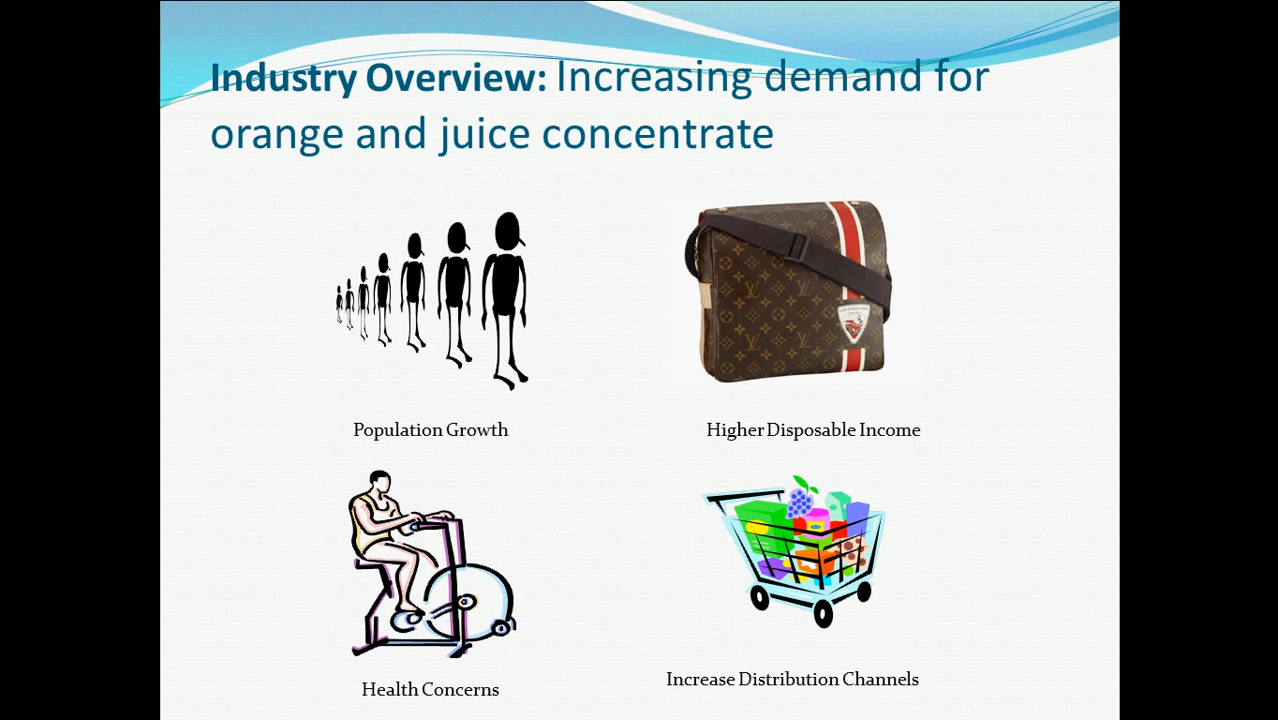 Industry Overview: Increasing demand for
orange and juice concentrate
Population Growth
Higher Disposable Income
Health Concerns
Increase Distribution Channels